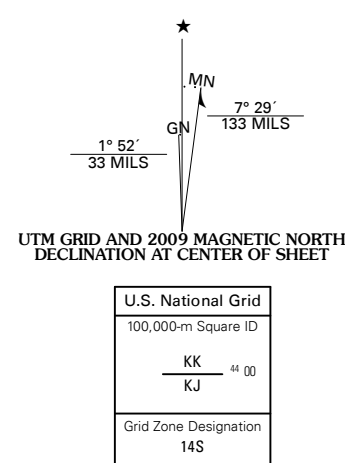 ★
MN
GN
7° 29´
133 MILS
1° 52´
33 MILS
UTM GRID AND 2009 MAGNETIC NORTH
DECLINATION AT CENTER OF SHEET
U.S. National Grid
100,000-m Square ID
KK
44 00
KJ
Grid Zone Designation
14S